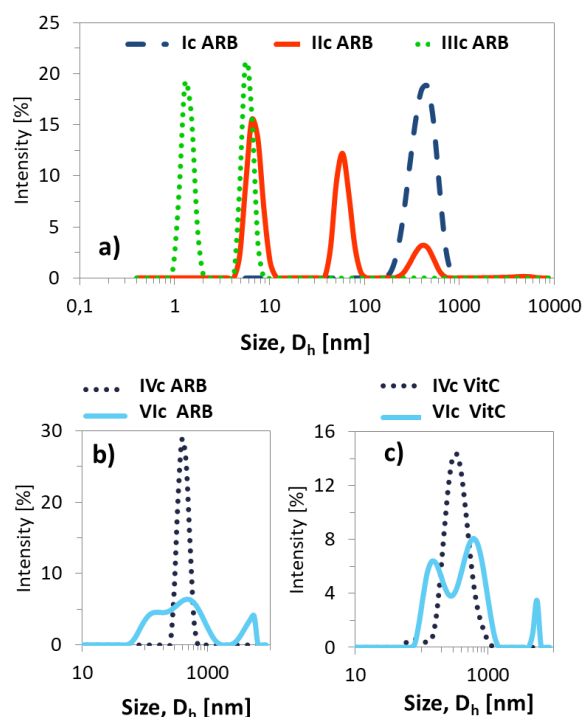 Ic ARB IIc ARB IIIc ARB
25
20
15
10
5
0
Intensity [%]
a)
0,1 1 10 100 1000 10000
Size, Dh [nm]
IVc ARB
VIc ARB
30
20
10
0
Intensity [%]
b)
10 1000
Size, Dh [nm]
IVc VitC
VIc VitC
16
12
8
4
0
Intensity [%]
c)
10 1000
Size, Dh [nm]